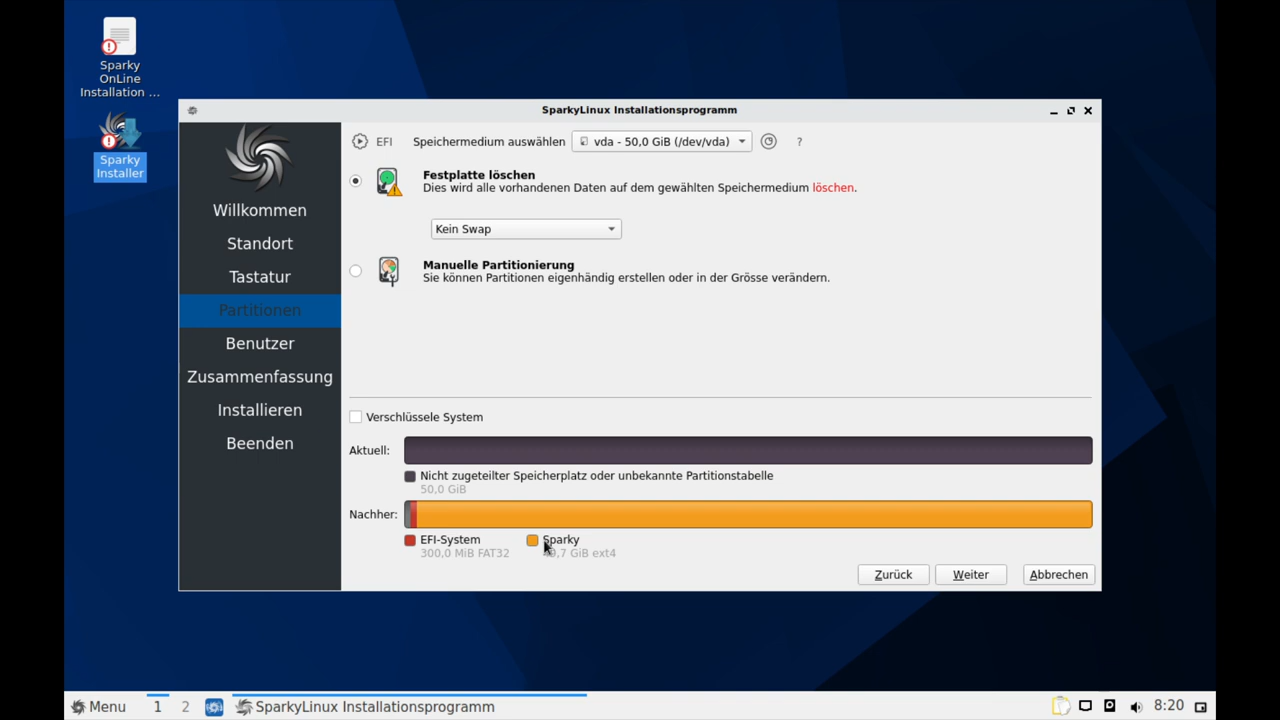 Sparky
OnLine
Installation ...
Sparky
Installer
SparkyLinux Installationsprogramm
EFI
Speichermedium auswählen
vda - 50,0 GiB (/dev/vda)
?
Festplatte löschen
Dies wird alle vorhandenen Daten auf dem gewählten Speichermedium löschen.
Kein Swap
Manuelle Partitionierung
Sie können Partitionen eigenhändig erstellen oder in der Grösse verändern.
Willkommen
Standort
Tastatur
Partitionen
Benutzer
Zusammenfassung
Installieren
Beenden
Verschlüssele System
Aktuell:
Nicht zugeteilter Speicherplatz oder unbekannte Partitionstabelle
50,0 GiB
Nachher:
EFI-System
300,0 MiB FAT32
Sparky
GiB ext4
Zurück
Weiter
Abbrechen
Menu
1
2
SparkyLinux Installationsprogramm
8:20